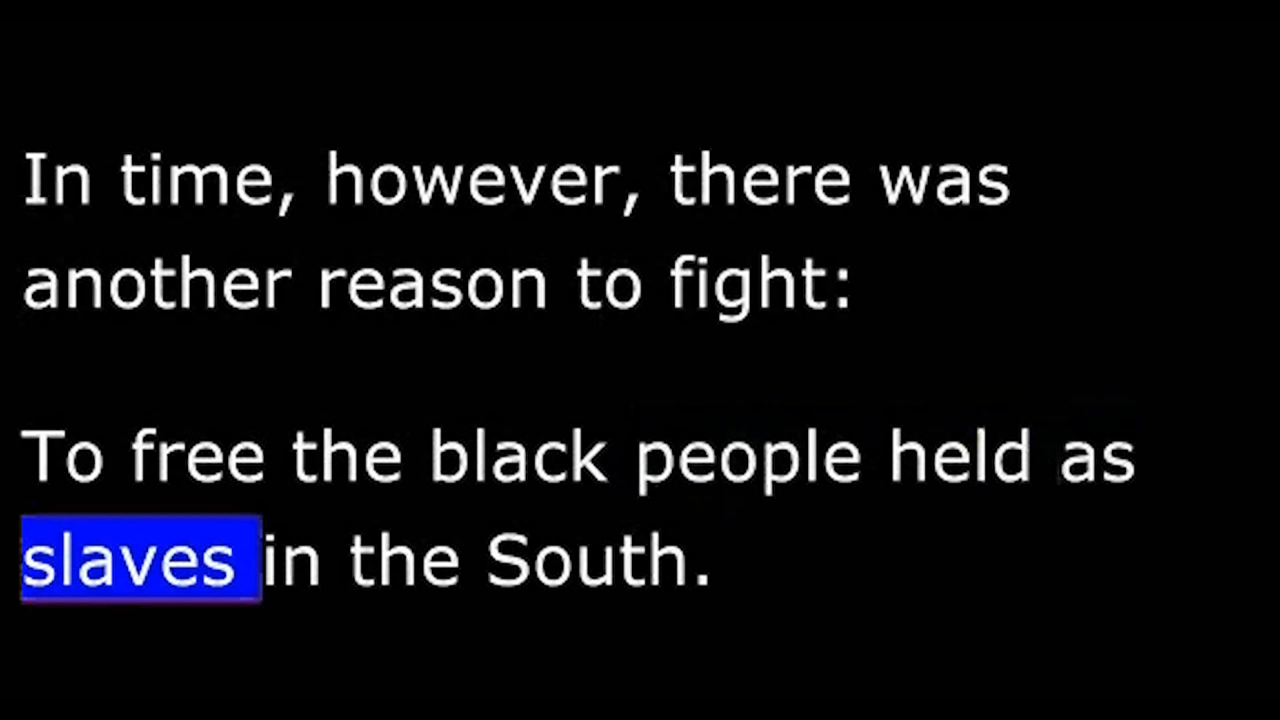 In time, however, there was
another reason to fight:
To free the black people held as
slaves in the South.